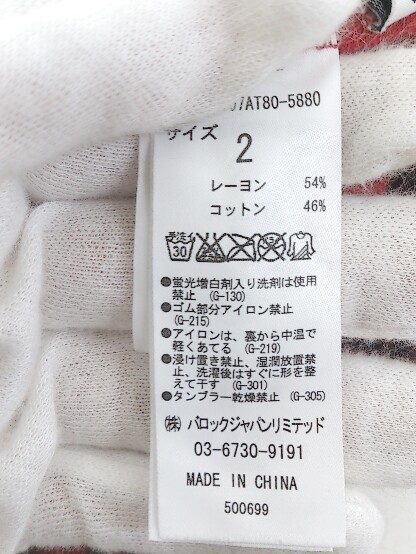 7AT80-5880
サイズ
2
レーヨン 54%
コットン 46%
手洗イ
30
●蛍光増白剤入り洗剤は使用
禁止 (G-130)
●ゴム部分アイロン禁止
(G-215)
●アイロンは、裏から中温で
軽くあてる (G-219)
●浸け置き禁止、湿潤放置禁
止、洗濯後はすぐに形を整
えて干す (G-301)
●タンブラー乾燥禁止 (G-305)
㈱ バロックジャパンリミテッド
03-6730-9191
MADE IN CHINA
500699